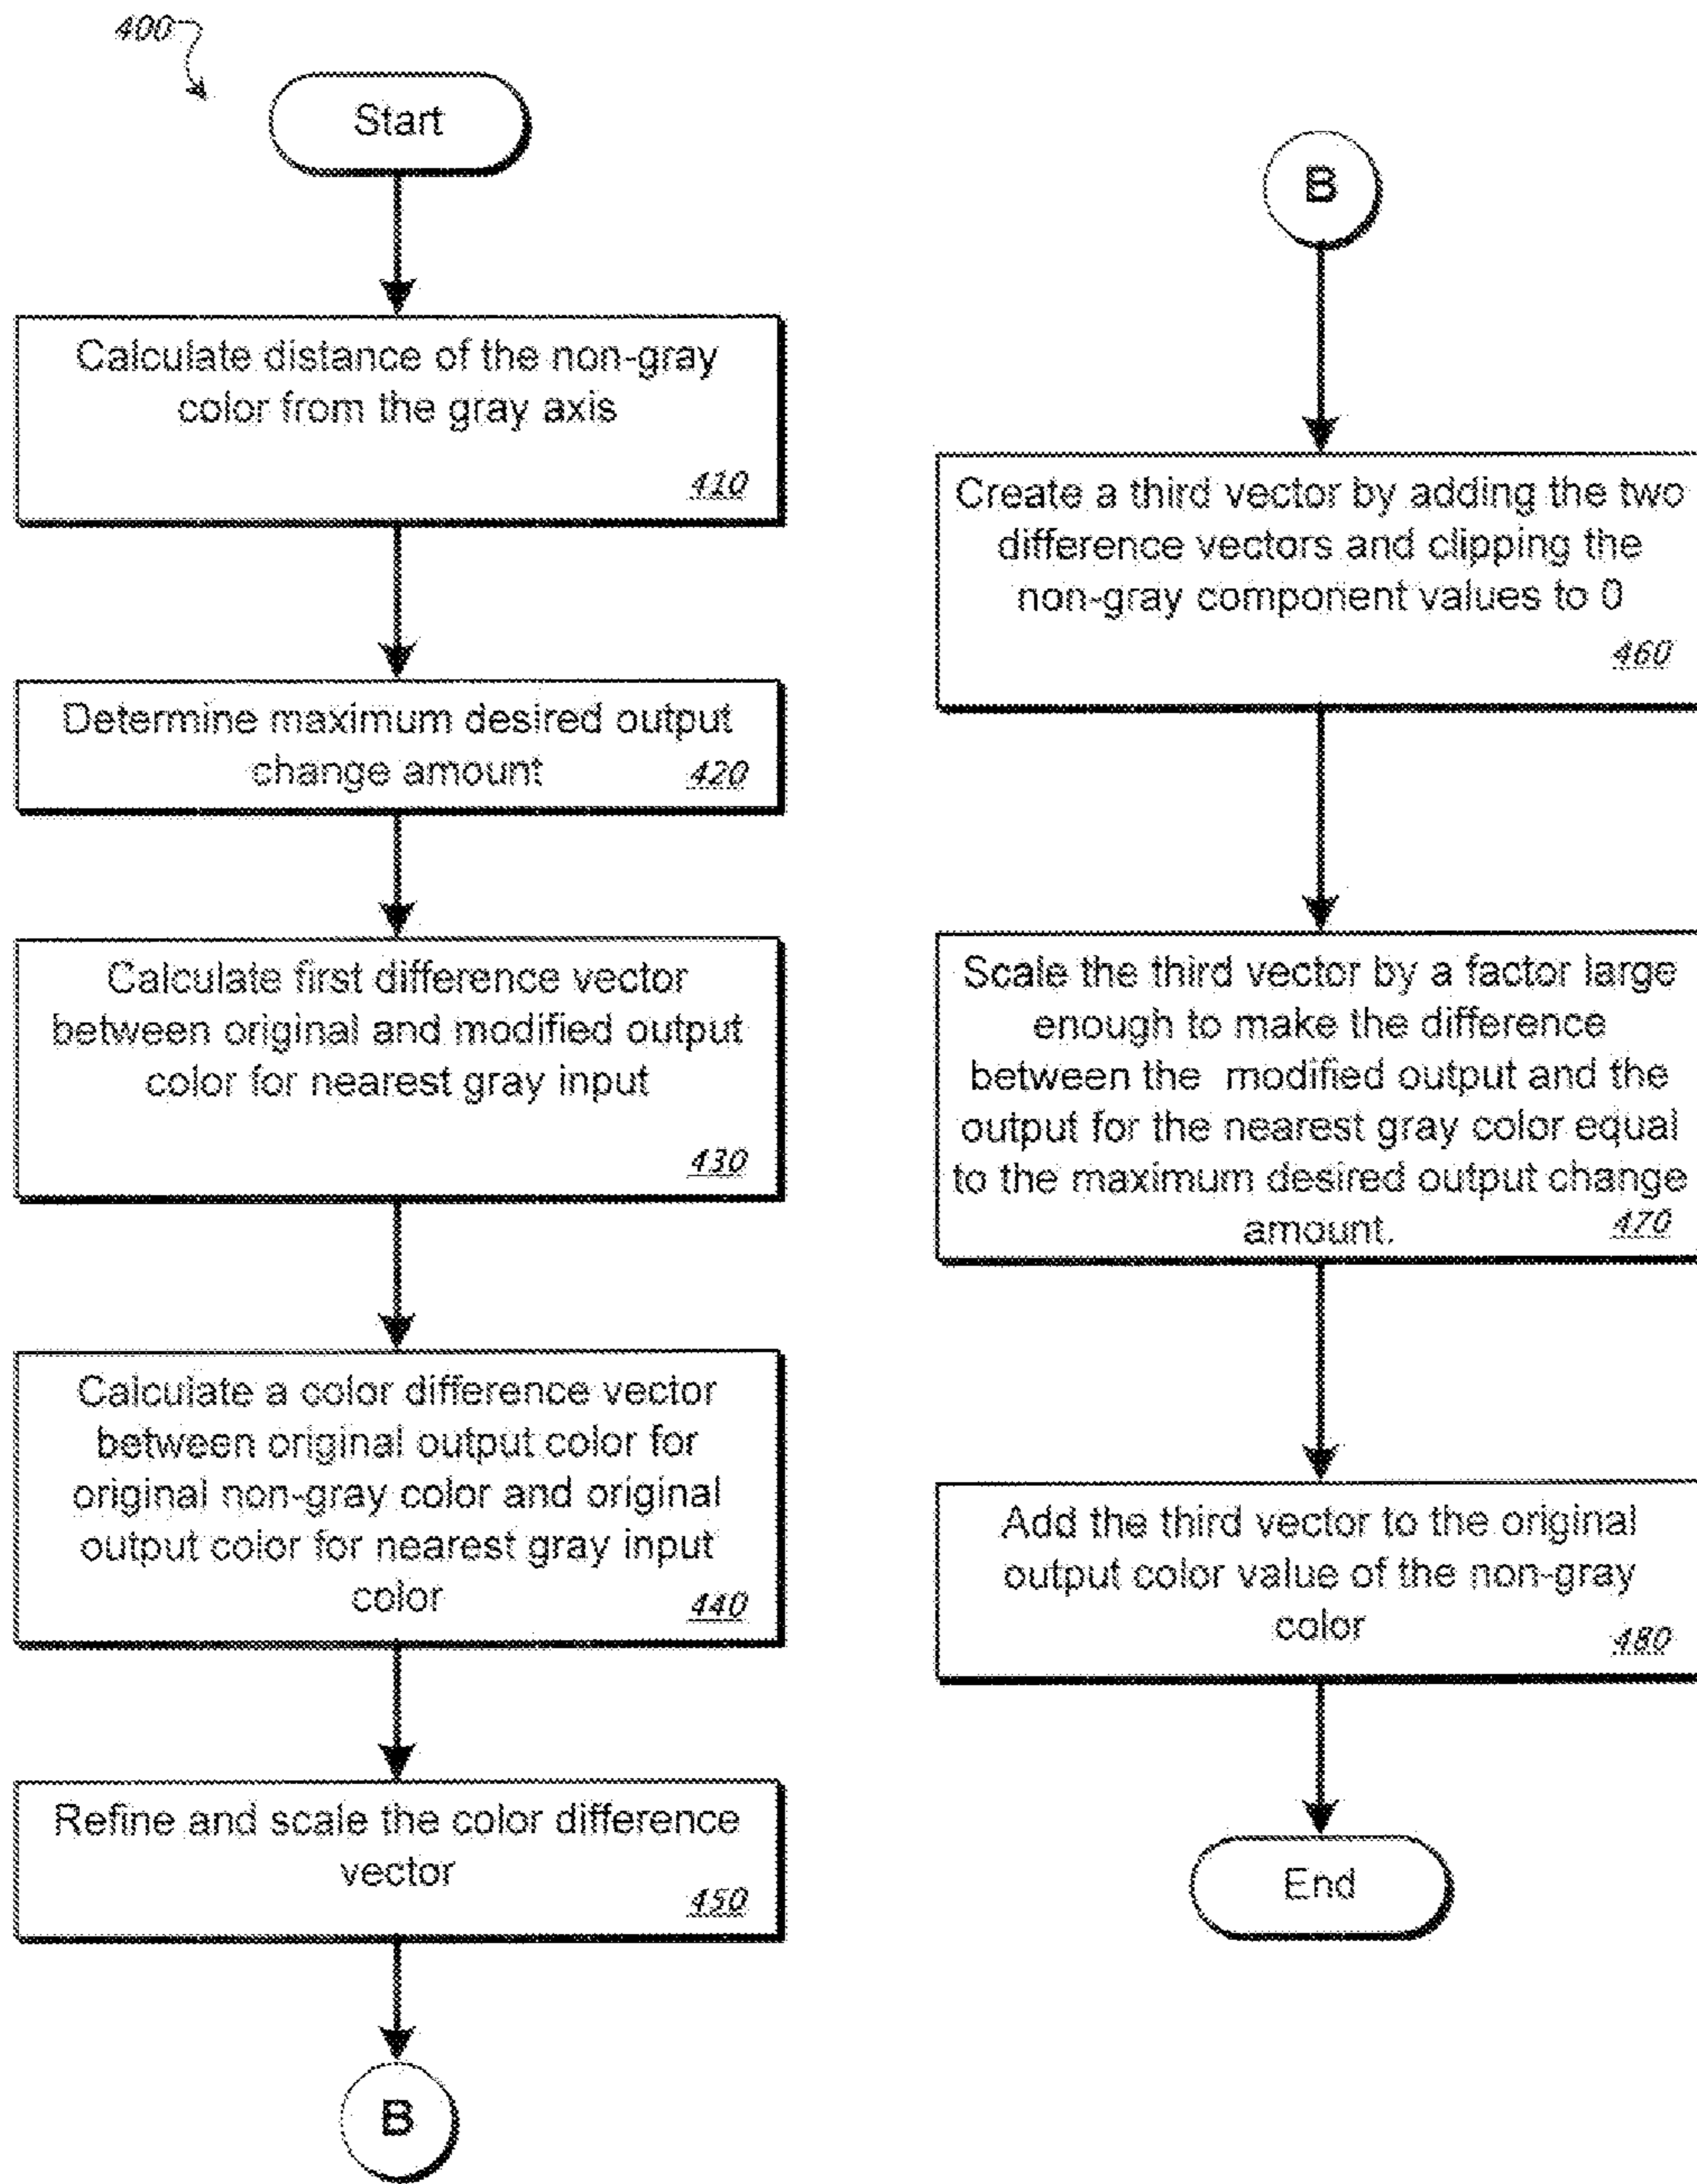 400
Start
Calculate distance of the non-gray
color from the gray axis
410
Determine maximum desired output
change amount
420
Calculate first difference vector
between original and modified output
color for nearest gray input
430
Calculate a color difference vector
between original output color for
original non-gray color and original
output color for nearest gray input
color
440
Refine and scale the color difference
vector
450
B
B
Create a third vector by adding the two
difference vectors and clipping the
non-gray component values to 0
460
Scale the third vector by a factor large
enough to make the difference
between the modified output and the
output for the nearest gray color equal
to the maximum desired output change
amount.
470
Add the third vector to the original
output color value of the non-gray
color
480
End